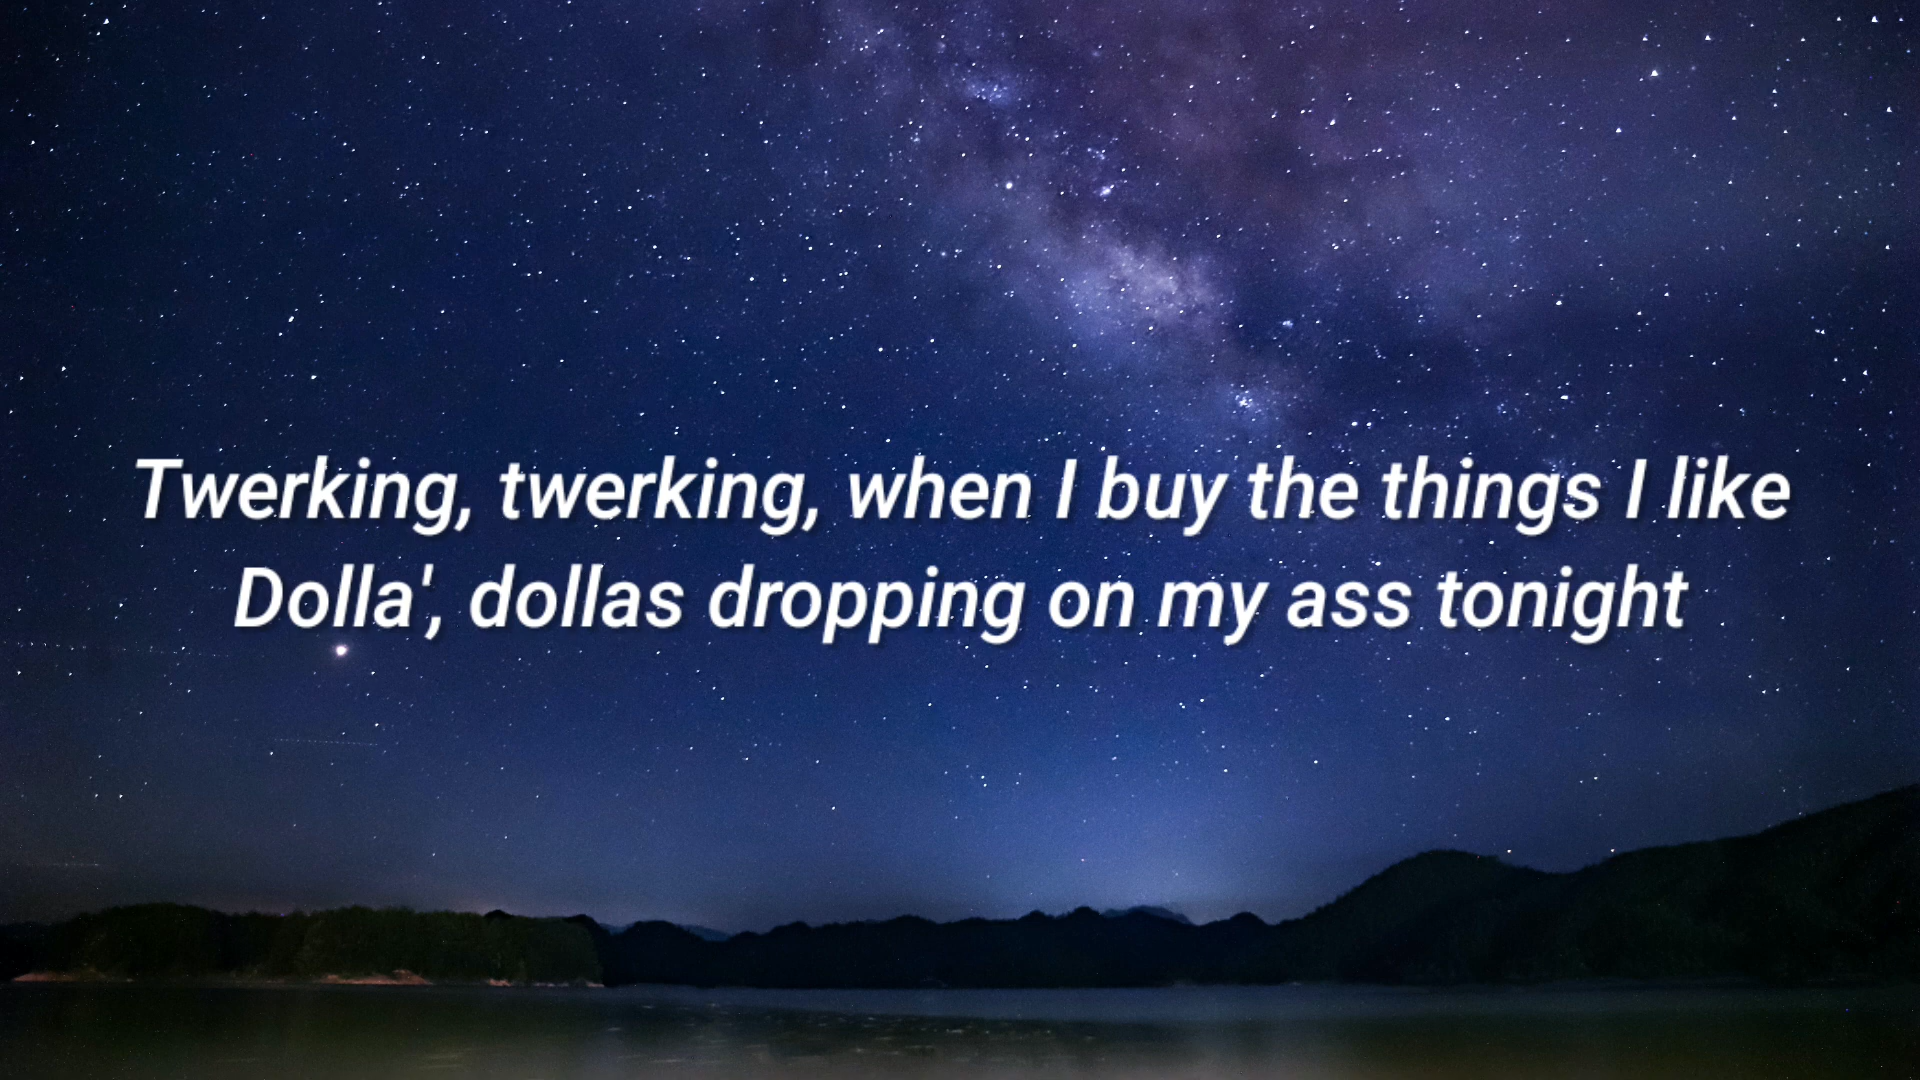 Twerking, twerking, when I buy the things I like
Dolla', dollas dropping on my ass tonight